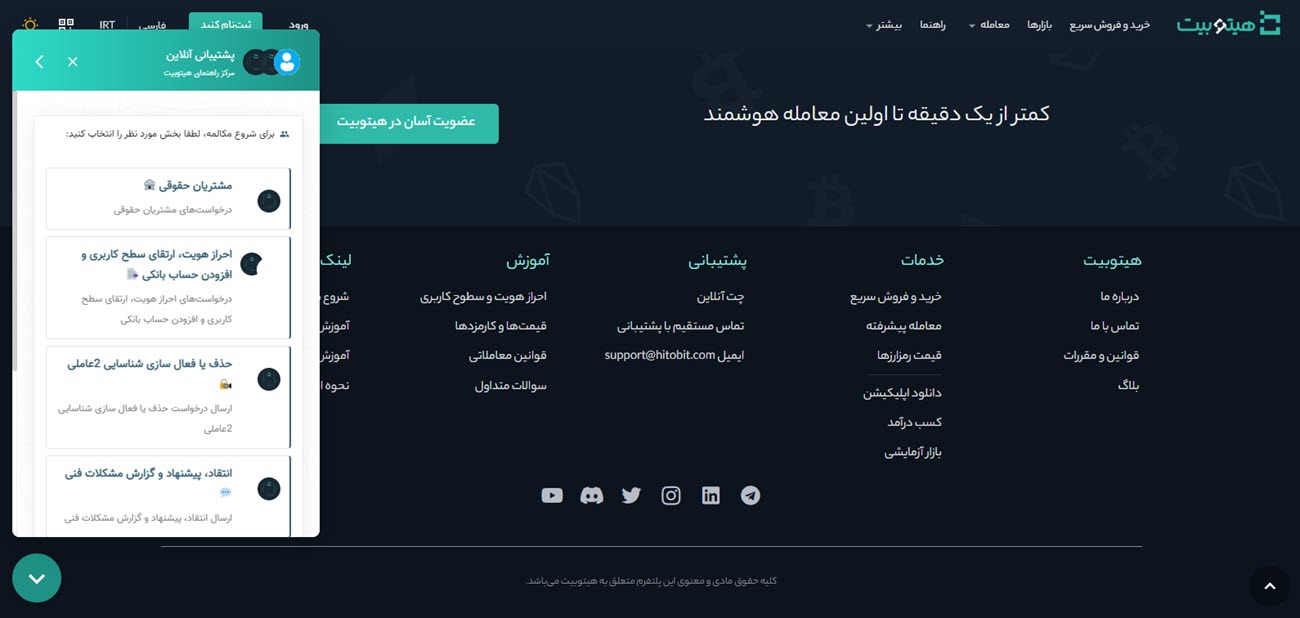 هیتوبیت
خرید و فروش سریع
بازارها
معامله
راهنما
بیشتر
ورود
ثبت‌نام کنید
فارسی
IRT
کمتر از یک دقیقه تا اولین معامله هوشمند
عضویت آسان در هیتوبیت
هیتوبیت
درباره ما
تماس با ما
قوانین و مقررات
بلاگ
خدمات
خرید و فروش سریع
معامله پیشرفته
قیمت رمزارزها
دانلود اپلیکیشن
کسب درآمد
بازار آزمایشی
پشتیبانی
چت آنلاین
تماس مستقیم با پشتیبانی
ایمیل support@hitobit.com
آموزش
احراز هویت و سطوح کاربری
قیمت‌ها و کارمزدها
قوانین معاملاتی
سوالات متداول
لینک
شروع
آموزش
آموزش
نحوه
پشتیبانی آنلاین
مرکز راهنمای هیتوبیت
برای شروع مکالمه، لطفا بخش مورد نظر را انتخاب کنید:
مشتریان حقوقی
درخواست‌های مشتریان حقوقی
احراز هویت، ارتقای سطح کاربری و
افزودن حساب بانکی
درخواست‌های احراز هویت، ارتقای سطح
کاربری و افزودن حساب بانکی
حذف یا فعال سازی شناسایی 2عاملی
ارسال درخواست حذف یا فعال سازی شناسایی
2عاملی
انتقاد، پیشنهاد و گزارش مشکلات فنی
ارسال انتقاد، پیشنهاد و گزارش مشکلات فنی
کلیه حقوق مادی و معنوی این پلتفرم متعلق به هیتوبیت می‌باشد.